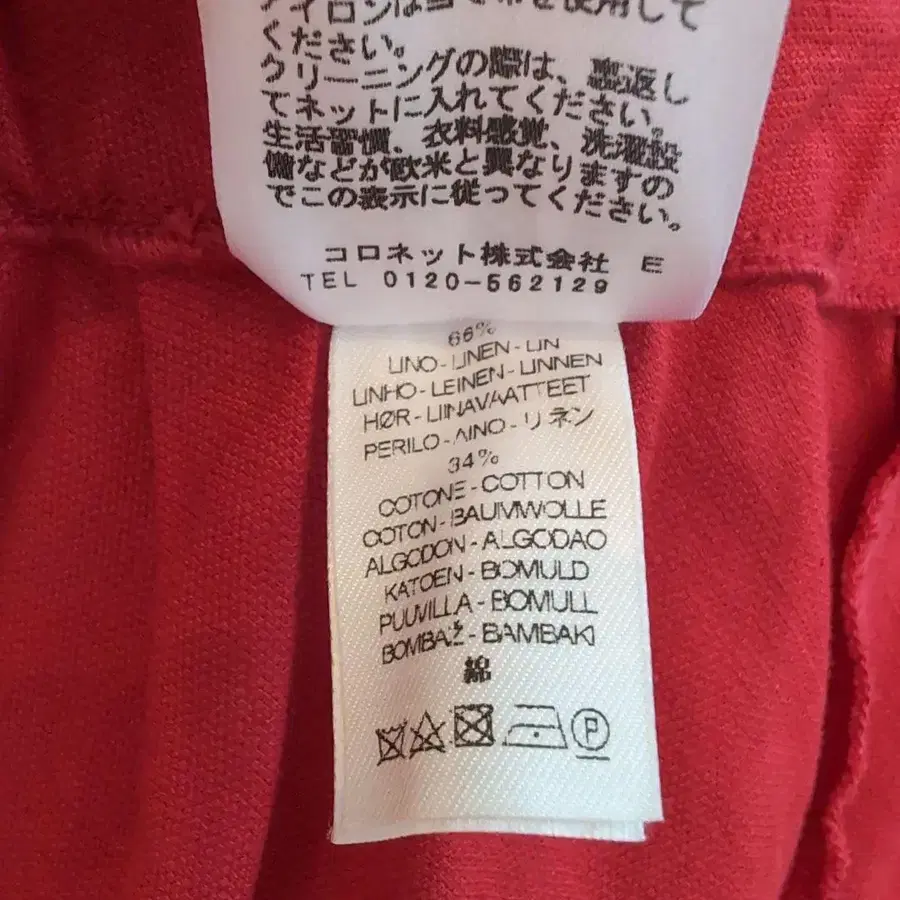 アイロンは当て布を使用して
ください。
クリーニングの際は、裏返し
てネットに入れてください。
生活習慣、衣料感覚、洗濯設
備などが欧米と異なりますの
でこの表示に従ってください。
コロネット株式会社 E
TEL 0120-562129
66%
LINO - LINEN - LIN
LINHO - LEINEN - LINNEN
HØR - LIINAVAATTEET
PERILO - ΛINO - リネン
34%
COTONE - COTTON
COTON - BAUMWOLLE
ALGODON - ALGODAO
KATOEN - BOMULD
PUUVILLA - BOMULL
BOMBAŽ - BAMBAKI
綿
P